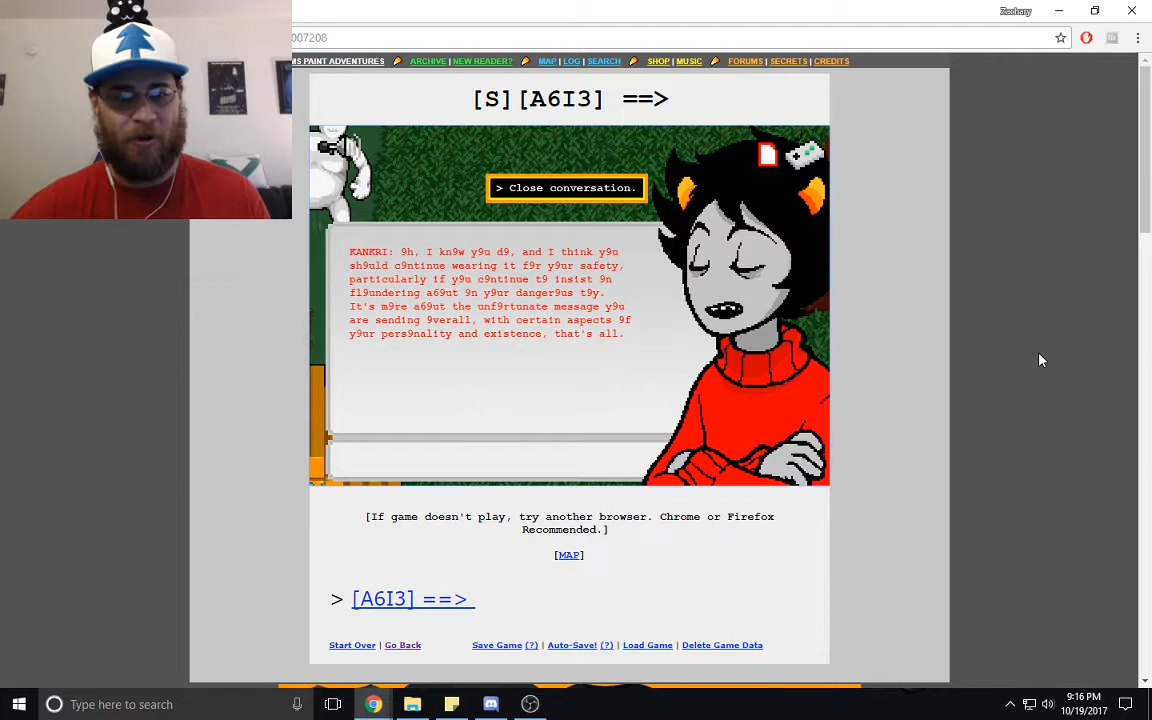 Zachary
007208
MS PAINT ADVENTURES ARCHIVE | NEW READER? MAP | LOG | SEARCH SHOP | MUSIC FORUMS | SECRETS | CREDITS
[S][A6I3] ==>
> Close conversation.
KANKRI: 9h, I kn9w y9u d9, and I think y9u
sh9uld c9ntinue wearing it f9r y9ur safety,
particularly if y9u c9ntinue t9 insist 9n
fl9undering a69ut 9n y9ur danger9us t9y.
It's m9re a69ut the unf9rtunate message y9u
are sending 9verall, with certain aspects 9f
y9ur pers9nality and existence, that's all.
[If game doesn't play, try another browser. Chrome or Firefox
Recommended.]
[MAP]
> [A6I3] ==>
Start Over | Go Back Save Game (?) | Auto-Save! (?) | Load Game | Delete Game Data
Type here to search
9:16 PM
10/19/2017